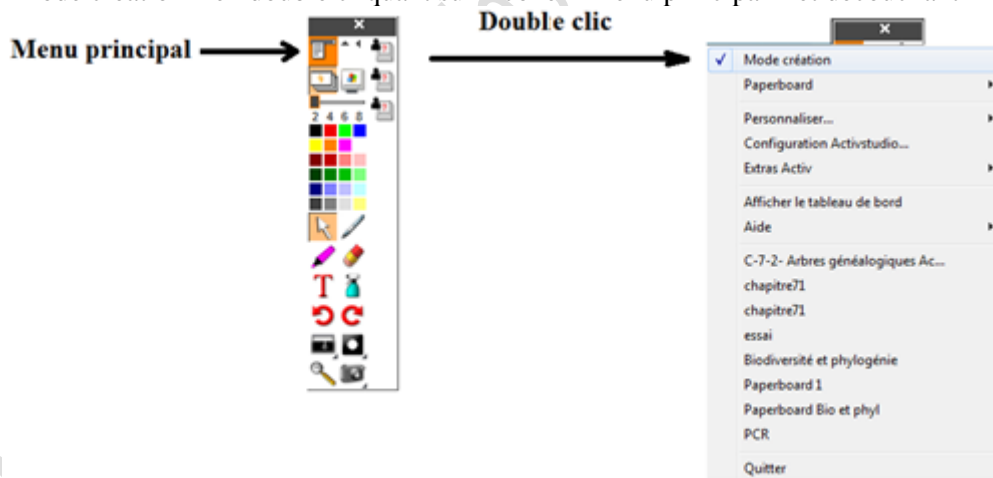 Double clic
Menu principal
2 4 6 8
T
Mode création
Paperboard
Personnaliser...
Configuration Activstudio...
Extras Activ
Afficher le tableau de bord
Aide
C-7-2- Arbres généalogiques Ac...
chapitre71
chapitre71
essai
Biodiversité et phylogénie
Paperboard 1
Paperboard Bio et phyl
PCR
Quitter